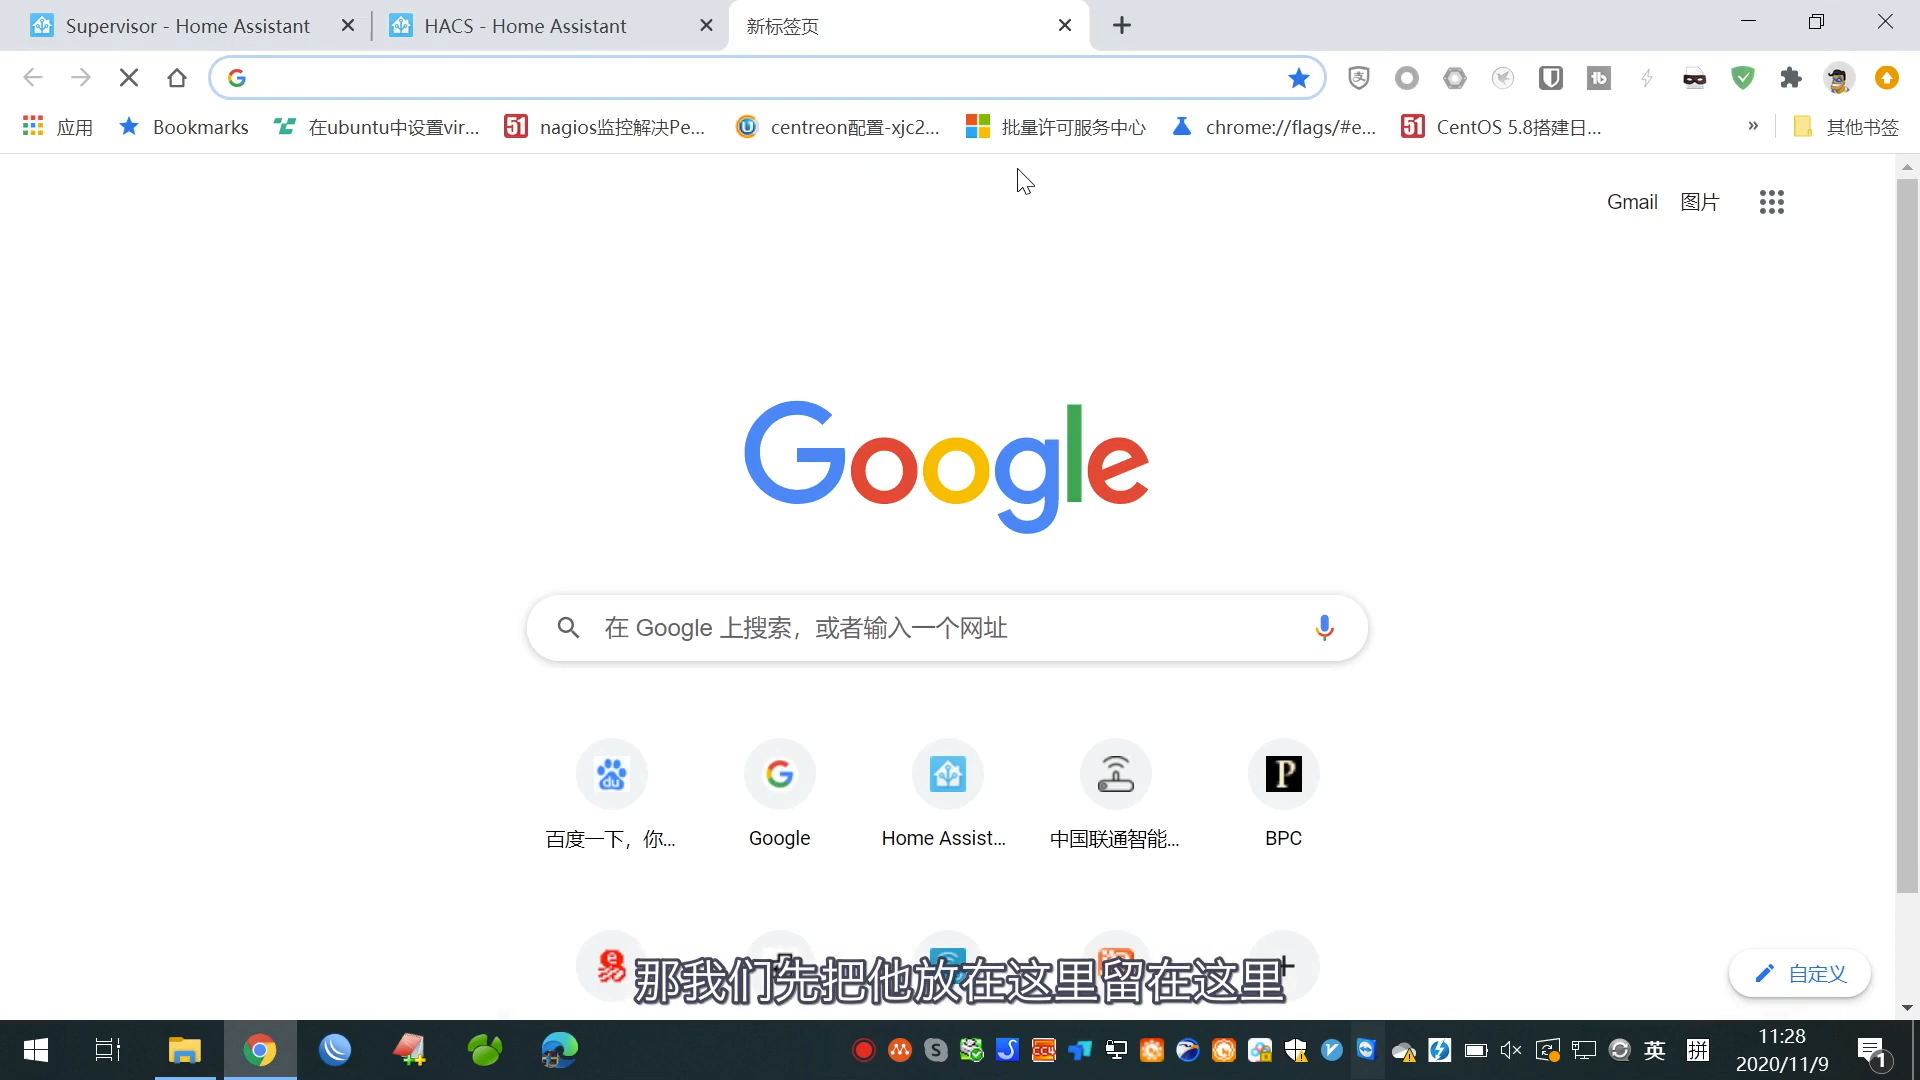 Supervisor - Home Assistant
HACS - Home Assistant
新标签页
应用
Bookmarks
在ubuntu中设置vir...
nagios监控解决Pe...
centreon配置-xjc2...
批量许可服务中心
chrome://flags/#e...
CentOS 5.8搭建日...
»
其他书签
Gmail
图片
Google
在 Google 上搜索，或者输入一个网址
百度一下，你...
Google
Home Assist...
中国联通智能...
BPC
那我们先把他放在这里留在这里
自定义
英
拼
11:28
2020/11/9
1